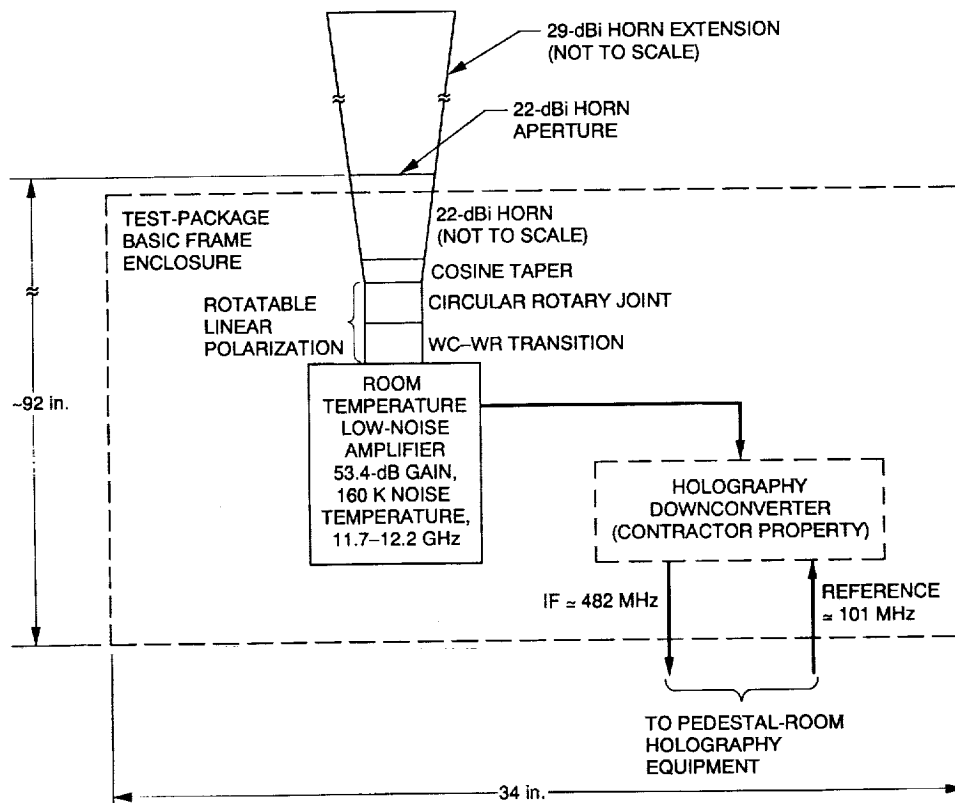 29-dBi HORN EXTENSION
(NOT TO SCALE)
22-dBi HORN
APERTURE
TEST-PACKAGE
BASIC FRAME
ENCLOSURE
22-dBi HORN
(NOT TO SCALE)
COSINE TAPER
ROTATABLE
LINEAR
POLARIZATION
CIRCULAR ROTARY JOINT
WC–WR TRANSITION
~92 in.
ROOM
TEMPERATURE
LOW-NOISE
AMPLIFIER
53.4-dB GAIN,
160 K NOISE
TEMPERATURE,
11.7–12.2 GHz
HOLOGRAPHY
DOWNCONVERTER
(CONTRACTOR PROPERTY)
IF ≃ 482 MHz
REFERENCE
≃ 101 MHz
TO PEDESTAL-ROOM
HOLOGRAPHY
EQUIPMENT
34 in.